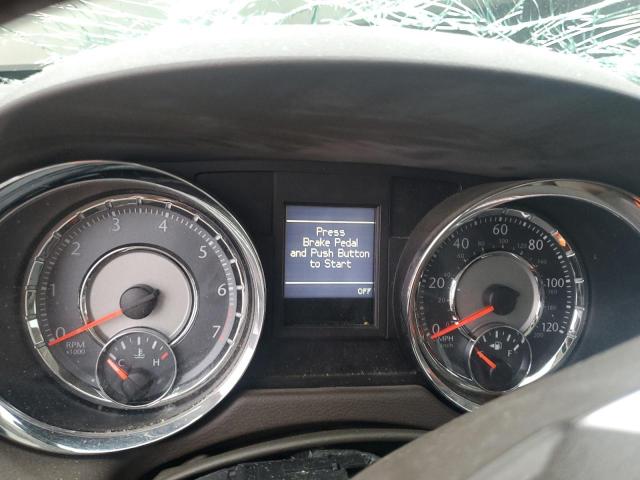 0 1 2 3 4 5 6 7
RPM
x1000
C H
Press
Brake Pedal
and Push Button
to Start
OFF
0 20 40 60 80 100 120
MPH
km/h
F